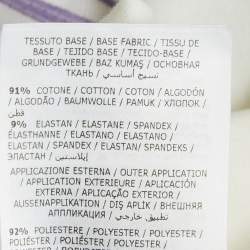 TESSUTO BASE / BASE FABRIC / TISSU DE
BASE / TEJIDO BASE / TECIDO-BASE /
GRUNDGEWEBE / BAZ KUMAŞ / ОСНОВНАЯ
ТКАНЬ / نسيج أساسي /
91% COTONE / COTTON / COTON / ALGODÓN
/ ALGODÃO / BAUMWOLLE / PAMUK / ХЛОПОК /
قطن
9% ELASTAN / ELASTANE / SPANDEX /
ÉLASTHANNE / ELASTANO / ELASTANO /
ELASTAN / SPANDEX / ELASTAN / SPANDEKS /
ЭЛАСТАН / إيلاستين /
APPLICAZIONE ESTERNA / OUTER APPLICATION
/ APPLICATION EXTERIEURE / APLICACIÓN
EXTERNA / APLICAÇÃO EXTERIOR /
AUSSENAPPLIKATION / DIŞ APLİK / ВНЕШНЯЯ
АППЛИКАЦИЯ / تطبيق خارجي /
92% POLIESTERE / POLYESTER / POLYESTER /
POLIÉSTER / POLIÉSTER / POLYESTER /